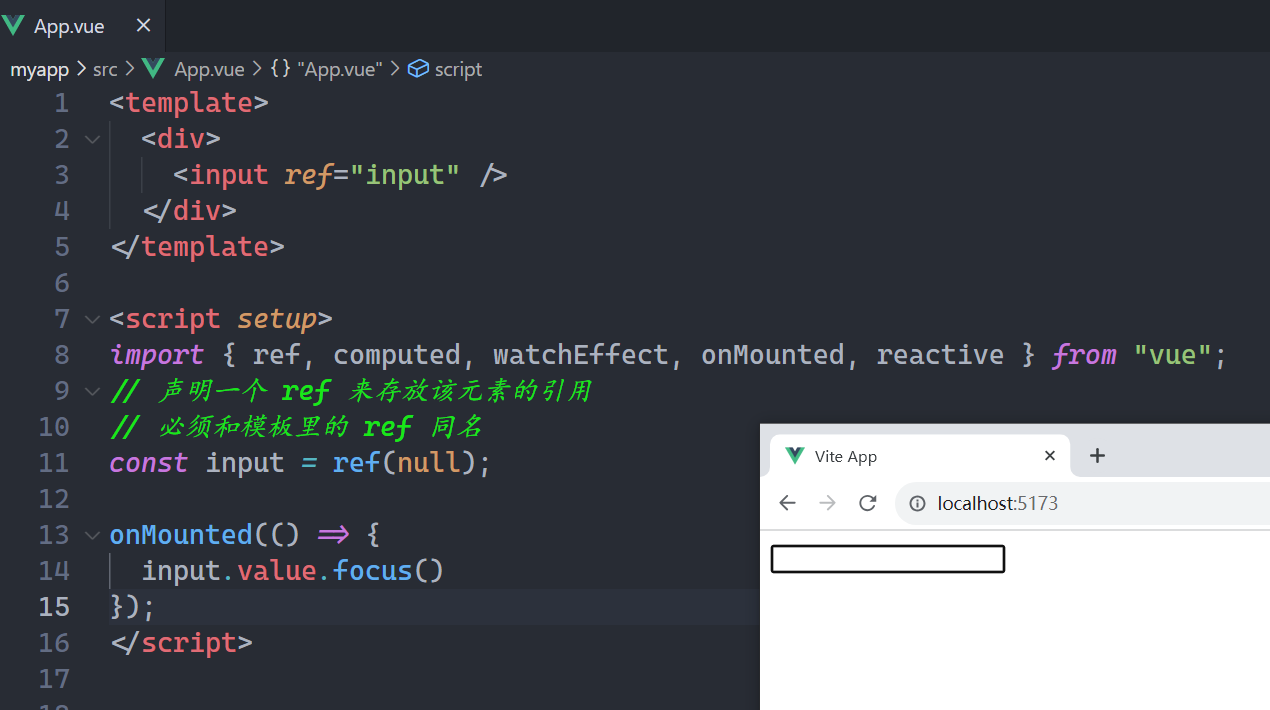 App.vue
myapp > src > App.vue > {} "App.vue" > script
1 <template>
2 <div>
3 <input ref="input" />
4 </div>
5 </template>
6
7 <script setup>
8 import { ref, computed, watchEffect, onMounted, reactive } from "vue";
9 // 声明一个 ref 来存放该元素的引用
10 // 必须和模板里的 ref 同名
11 const input = ref(null);
12
13 onMounted(() => {
14 input.value.focus()
15 });
16 </script>
17
Vite App
localhost:5173